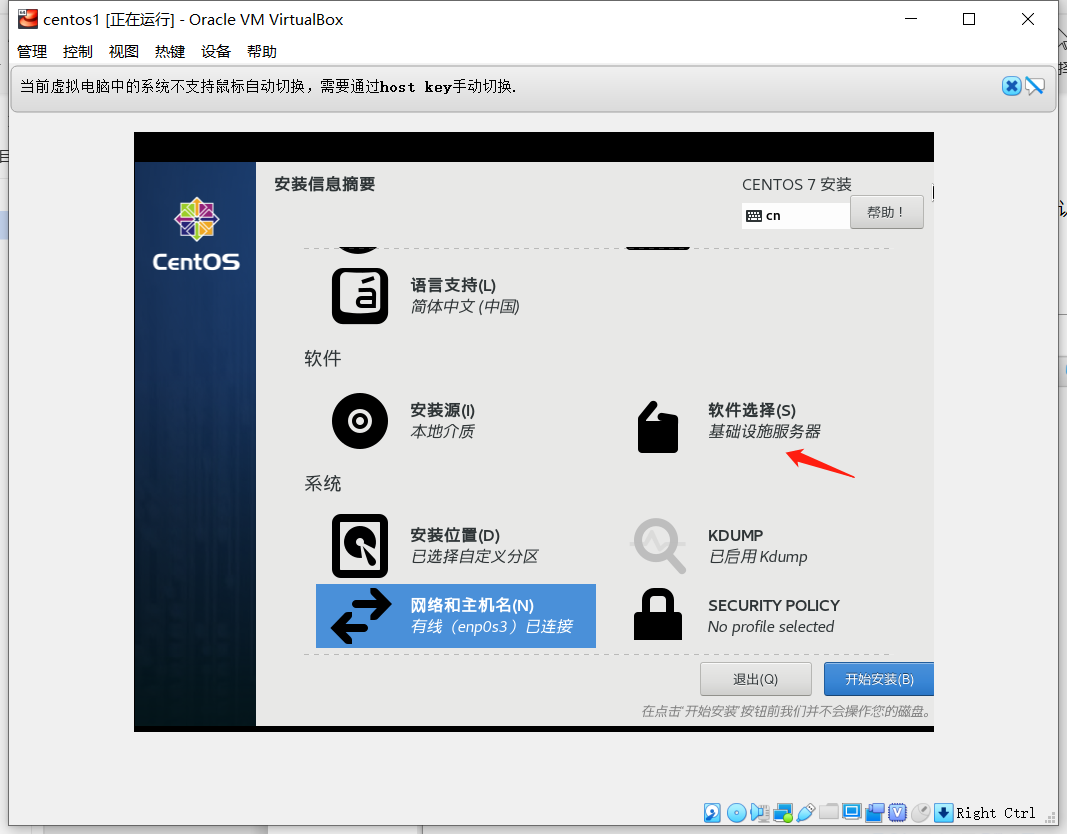 centos1 [正在运行] - Oracle VM VirtualBox
管理 控制 视图 热键 设备 帮助
当前虚拟电脑中的系统不支持鼠标自动切换，需要通过host key手动切换.
安装信息摘要
CENTOS 7 安装
cn
帮助！
CentOS
语言支持(L)
简体中文 (中国)
软件
安装源(I)
本地介质
软件选择(S)
基础设施服务器
系统
安装位置(D)
已选择自定义分区
KDUMP
已启用 Kdump
网络和主机名(N)
有线（enp0s3）已连接
SECURITY POLICY
No profile selected
退出(Q)
开始安装(B)
在点击'开始安装'按钮前我们并不会操作您的磁盘。
Right Ctrl